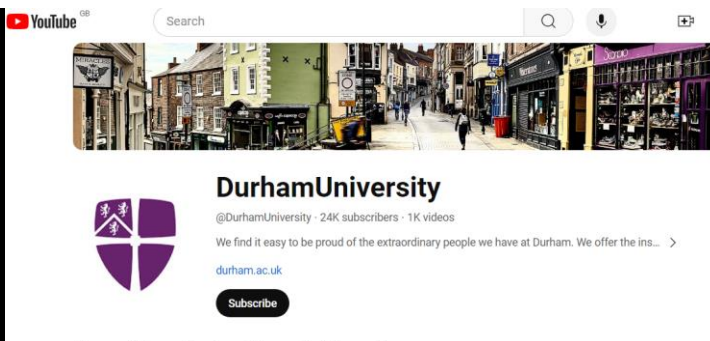 YouTube GB
Search
MIRACLES
DurhamUniversity
@DurhamUniversity · 24K subscribers · 1K videos
We find it easy to be proud of the extraordinary people we have at Durham. We offer the ins...
durham.ac.uk
Subscribe